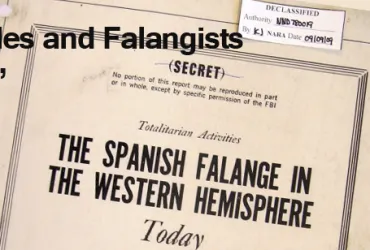 les and Falangists
,
DECLASSIFIED
Authority NND 780019
By KJ NARA Date 09/09/09
(SECRET)
No portion of this report may be reproduced in part
or in whole, except by specific permission of the FBI
Totalitarian Activities
THE SPANISH FALANGE IN
THE WESTERN HEMISPHERE
Today